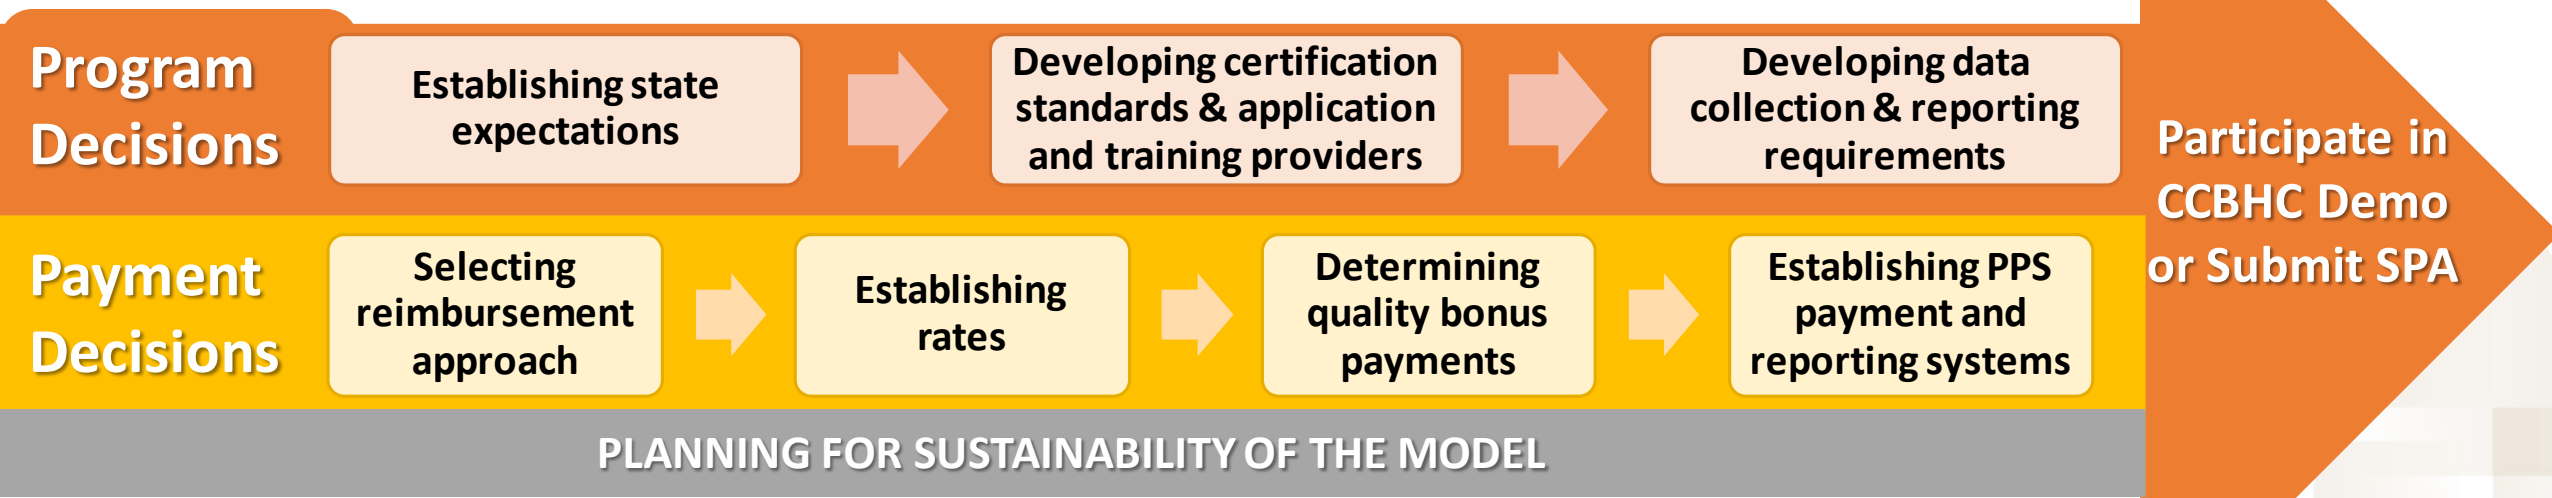 Program
Decisions
Establishing state
expectations
Developing certification
standards & application
and training providers
Developing data
collection & reporting
requirements
Payment
Decisions
Selecting
reimbursement
approach
Establishing
rates
Determining
quality bonus
payments
Establishing PPS
payment and
reporting systems
Participate in
CCBHC Demo
or Submit SPA
PLANNING FOR SUSTAINABILITY OF THE MODEL